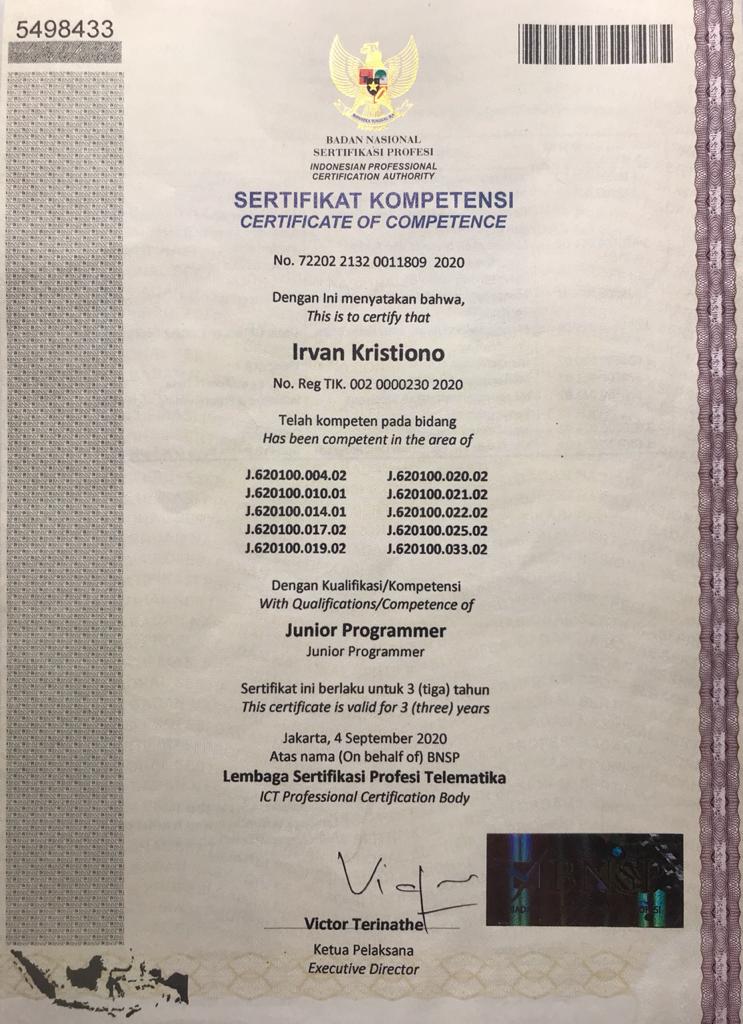 5498433
BADAN NASIONAL
SERTIFIKASI PROFESI
INDONESIAN PROFESSIONAL
CERTIFICATION AUTHORITY
SERTIFIKAT KOMPETENSI
CERTIFICATE OF COMPETENCE
No. 72202 2132 0011809 2020
Dengan Ini menyatakan bahwa,
This is to certify that
Irvan Kristiono
No. Reg TIK. 002 0000230 2020
Telah kompeten pada bidang
Has been competent in the area of
J.620100.004.02 J.620100.020.02
J.620100.010.01 J.620100.021.02
J.620100.014.01 J.620100.022.02
J.620100.017.02 J.620100.025.02
J.620100.019.02 J.620100.033.02
Dengan Kualifikasi/Kompetensi
With Qualifications/Competence of
Junior Programmer
Junior Programmer
Sertifikat ini berlaku untuk 3 (tiga) tahun
This certificate is valid for 3 (three) years
Jakarta, 4 September 2020
Atas nama (On behalf of) BNSP
Lembaga Sertifikasi Profesi Telematika
ICT Professional Certification Body
BNSP
Victor Terinathe
Ketua Pelaksana
Executive Director